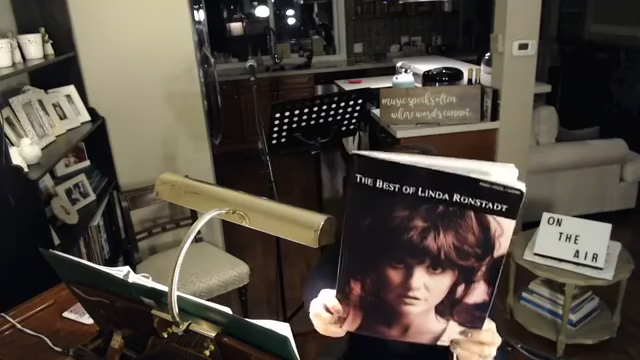 music speaks often
where words cannot.
THE BEST OF LINDA RONSTADT
ON
THE
AIR